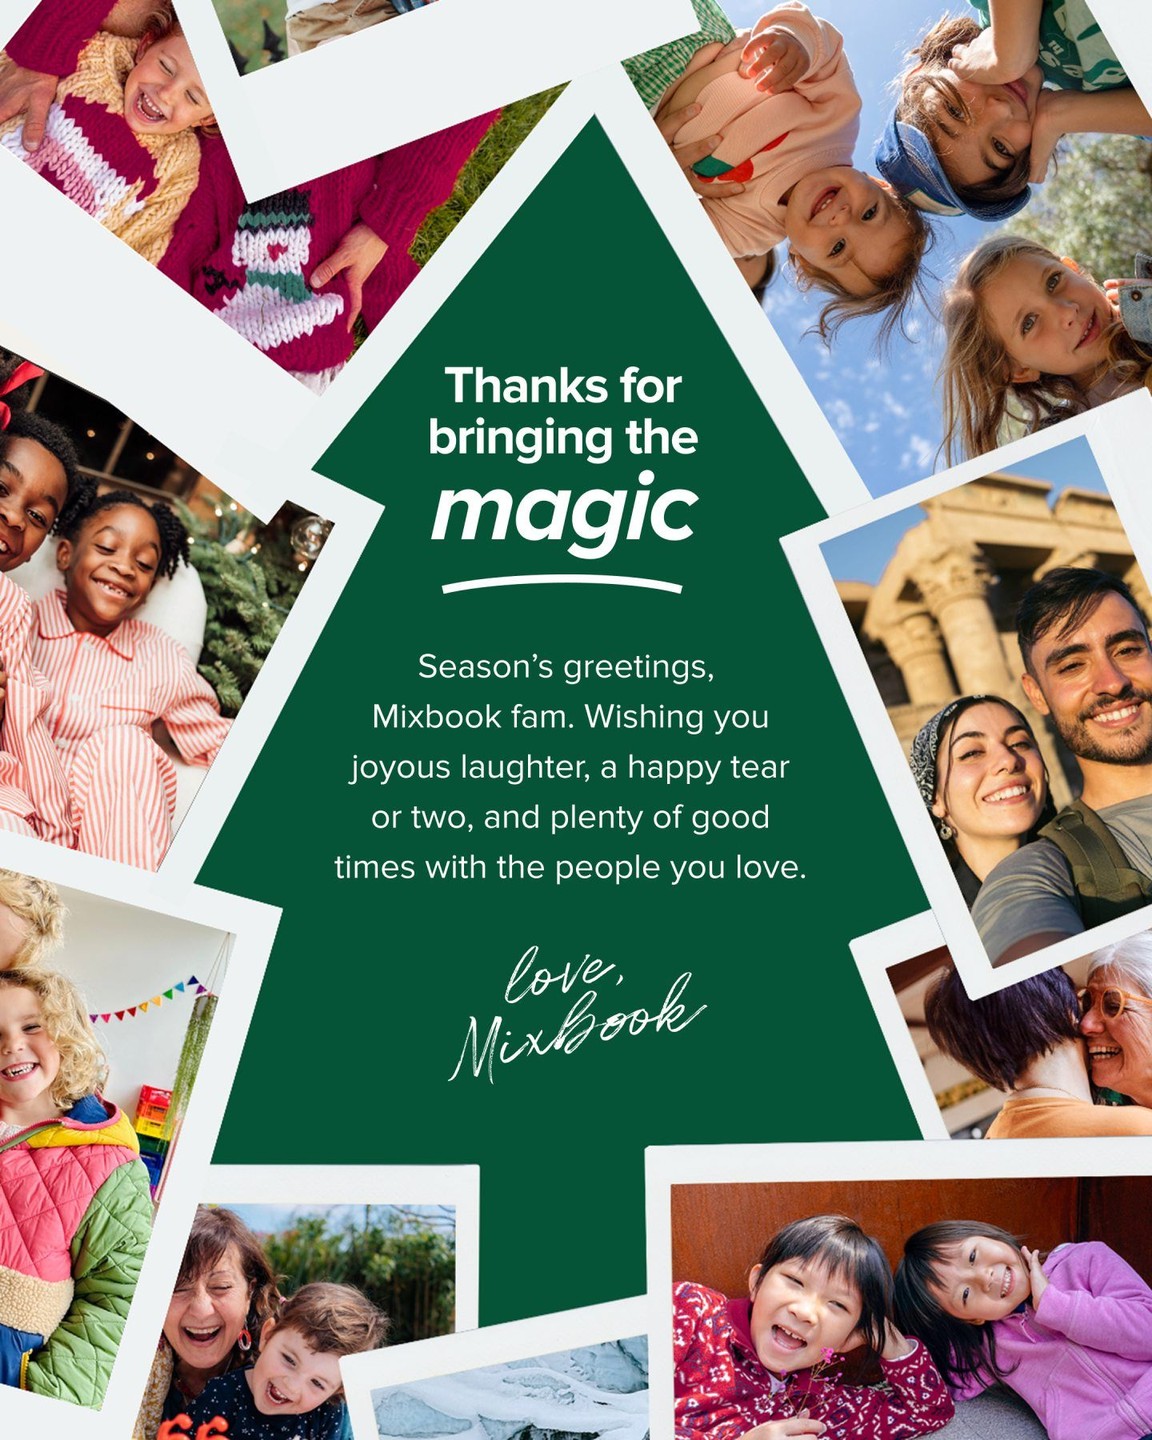 Thanks for
bringing the
magic
Season’s greetings,
Mixbook fam. Wishing you
joyous laughter, a happy tear
or two, and plenty of good
times with the people you love.
love,
Mixbook